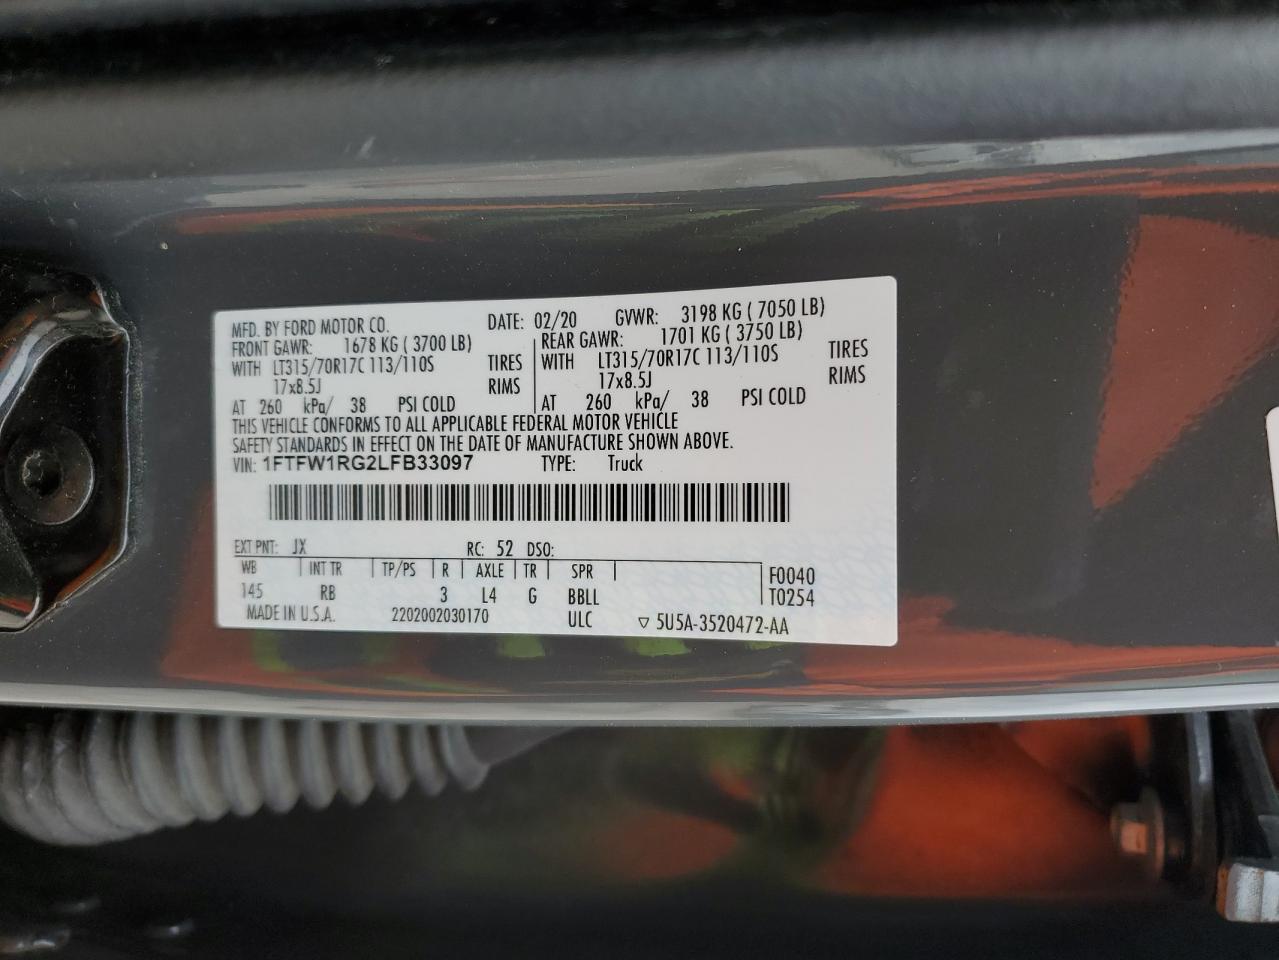 MFD. BY FORD MOTOR CO. DATE: 02/20 GVWR: 3198 KG ( 7050 LB)
FRONT GAWR: 1678 KG ( 3700 LB) REAR GAWR: 1701 KG ( 3750 LB)
WITH LT315/70R17C 113/110S TIRES WITH LT315/70R17C 113/110S TIRES
17x8.5J RIMS 17x8.5J RIMS
AT 260 kPa/ 38 PSI COLD AT 260 kPa/ 38 PSI COLD
THIS VEHICLE CONFORMS TO ALL APPLICABLE FEDERAL MOTOR VEHICLE
SAFETY STANDARDS IN EFFECT ON THE DATE OF MANUFACTURE SHOWN ABOVE.
VIN: 1FTFW1RG2LFB33097 TYPE: Truck
EXT PNT: JX RC: 52 DSO:
WB INT TR TP/PS R AXLE TR SPR F0040
145 RB 3 L4 G BBLL T0254
MADE IN U.S.A. 2202002030170 ULC ▽ 5U5A-3520472-AA